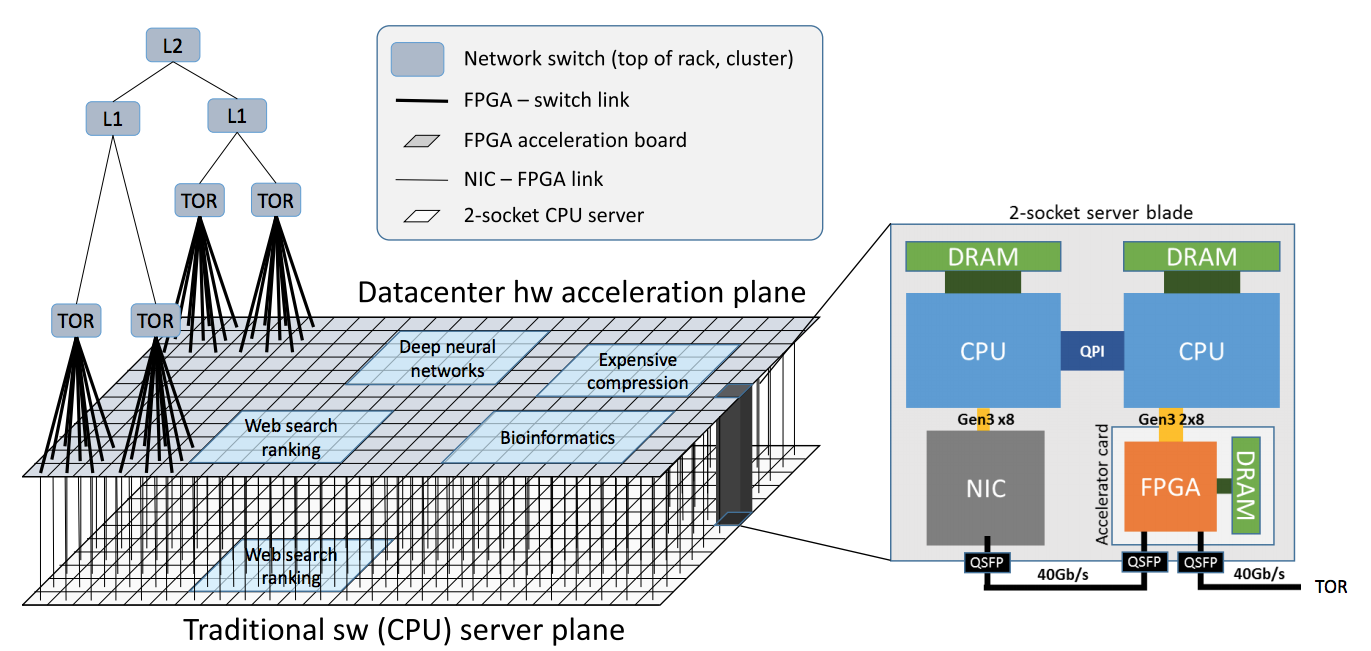 L2
L1
L1
TOR
TOR
TOR
TOR
Network switch (top of rack, cluster)
FPGA – switch link
FPGA acceleration board
NIC – FPGA link
2-socket CPU server
Datacenter hw acceleration plane
Deep neural
networks
Expensive
compression
Web search
ranking
Bioinformatics
Web search
ranking
Traditional sw (CPU) server plane
2-socket server blade
DRAM
DRAM
CPU
QPI
CPU
Gen3 x8
Gen3 2x8
NIC
Accelerator card
FPGA
DRAM
QSFP
QSFP
QSFP
40Gb/s
40Gb/s
TOR